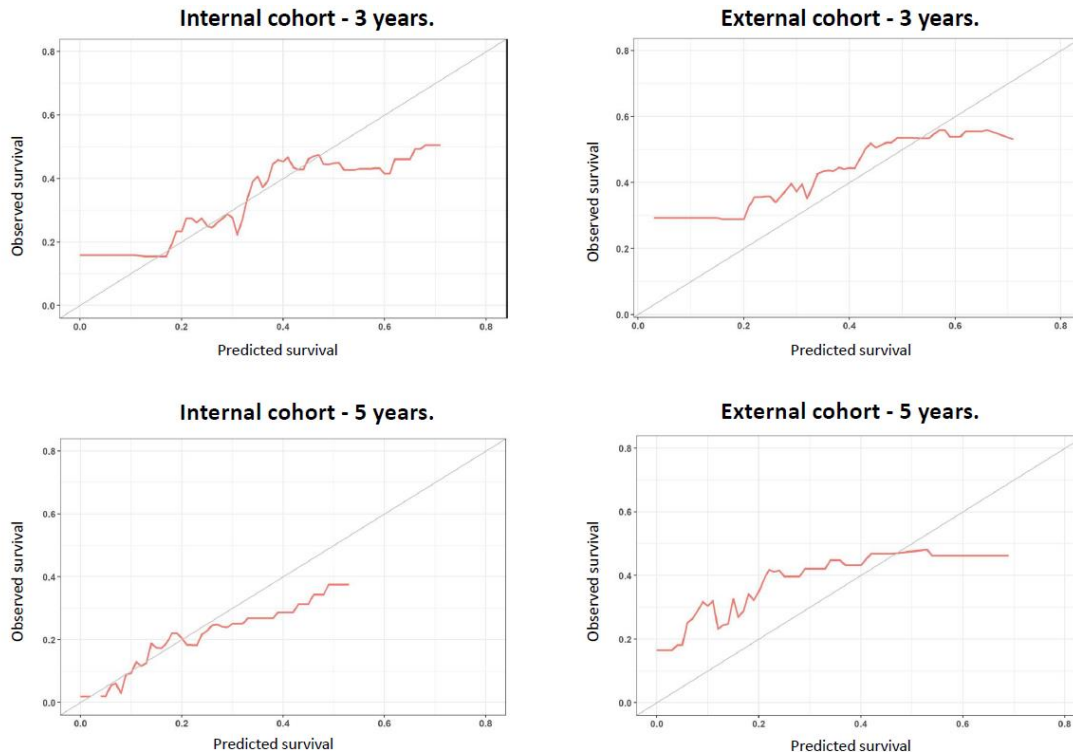 Internal cohort - 3 years.
0.8
0.6
0.4
0.2
0.0
Observed survival
0.0 0.2 0.4 0.6 0.8
Predicted survival
External cohort - 3 years.
0.8
0.6
0.4
0.2
0.0
Observed survival
0.0 0.2 0.4 0.6 0.8
Predicted survival
Internal cohort - 5 years.
0.8
0.6
0.4
0.2
0.0
Observed survival
0.0 0.2 0.4 0.6 0.8
Predicted survival
External cohort - 5 years.
0.8
0.6
0.4
0.2
0.0
Observed survival
0.0 0.2 0.4 0.6 0.8
Predicted survival